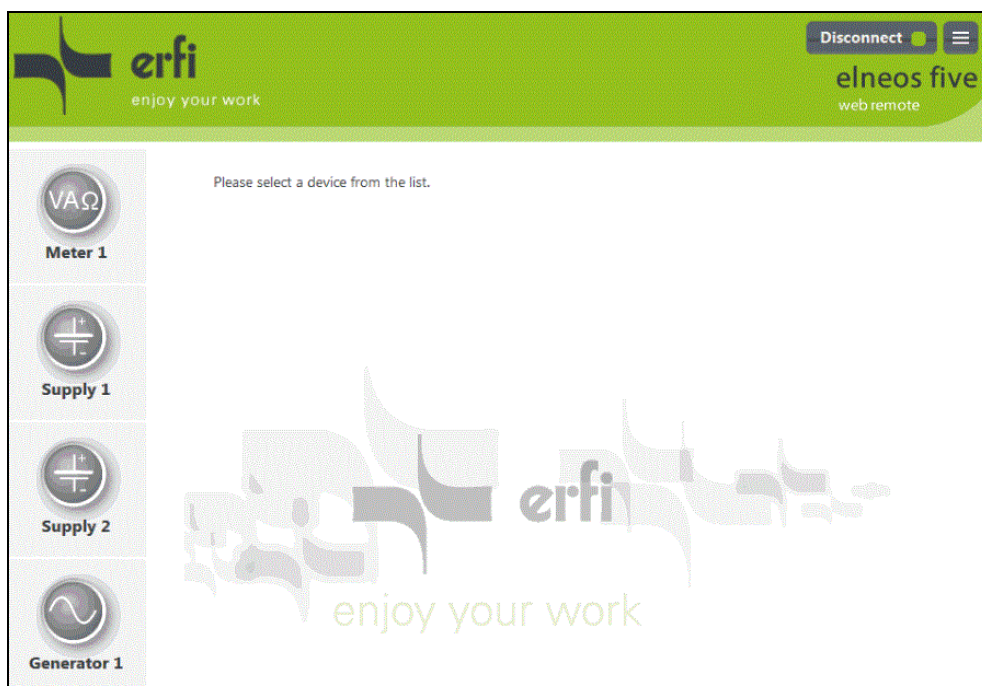 erfi
enjoy your work
Disconnect
elneos five
web remote
VAΩ
Meter 1
Please select a device from the list.
+
-
Supply 1
+
-
Supply 2
Generator 1
erfi
enjoy your work